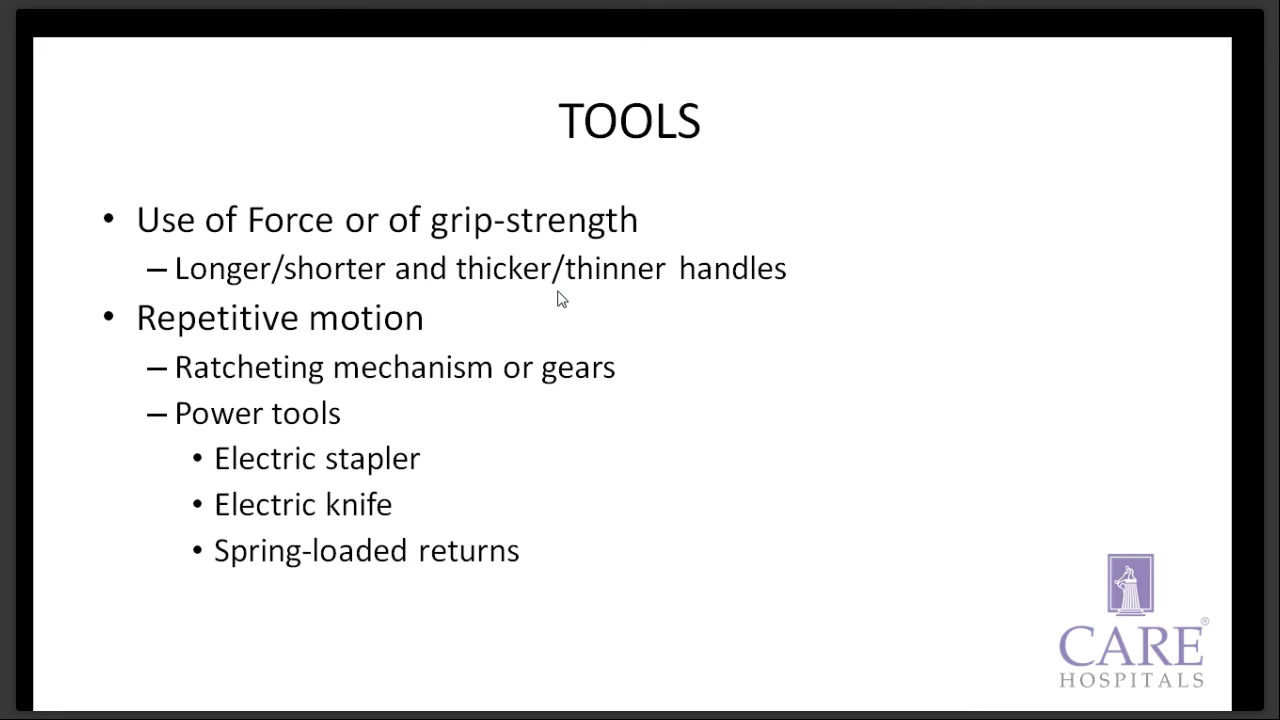 TOOLS
• Use of Force or of grip-strength
– Longer/shorter and thicker/thinner handles
• Repetitive motion
– Ratcheting mechanism or gears
– Power tools
• Electric stapler
• Electric knife
• Spring-loaded returns
CARE®
HOSPITALS